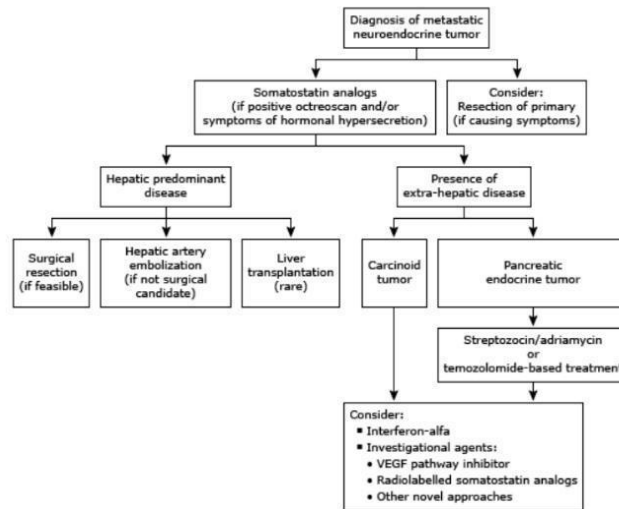 Diagnosis of metastatic
neuroendocrine tumor
Somatostatin analogs
(if positive octreoscan and/or
symptoms of hormonal hypersecretion)
Consider:
Resection of primary
(if causing symptoms)
Hepatic predominant
disease
Presence of
extra-hepatic disease
Surgical
resection
(if feasible)
Hepatic artery
embolization
(if not surgical
candidate)
Liver
transplantation
(rare)
Carcinoid
tumor
Pancreatic
endocrine tumor
Streptozocin/adriamycin
or
temozolomide-based treatment
Consider:
▪ Interferon-alfa
▪ Investigational agents:
• VEGF pathway inhibitor
• Radiolabelled somatostatin analogs
• Other novel approaches